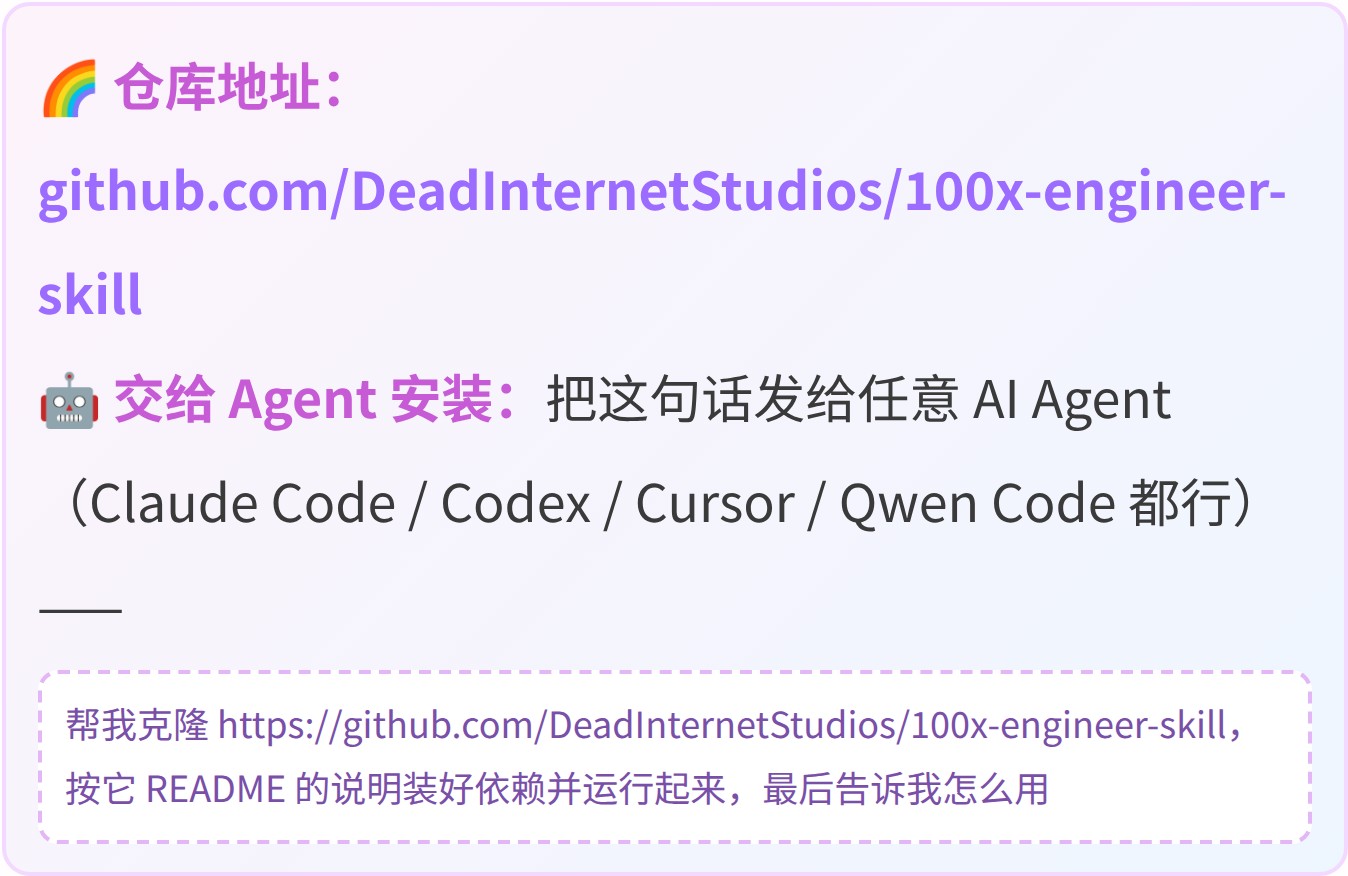 🌈 仓库地址：
github.com/DeadInternetStudios/100x-engineer-
skill
🤖 交给 Agent 安装：把这句话发给任意 AI Agent
（Claude Code / Codex / Cursor / Qwen Code 都行）
——
帮我克隆 https://github.com/DeadInternetStudios/100x-engineer-skill，
按它 README 的说明装好依赖并运行起来，最后告诉我怎么用